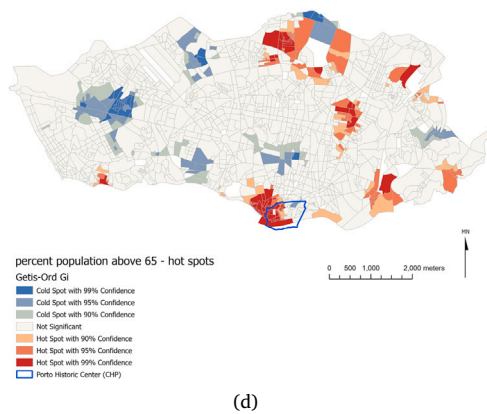 MN
percent population above 65 - hot spots
Getis-Ord Gi
0 500 1,000 2,000 meters
Cold Spot with 99% Confidence
Cold Spot with 95% Confidence
Cold Spot with 90% Confidence
Not Significant
Hot Spot with 90% Confidence
Hot Spot with 95% Confidence
Hot Spot with 99% Confidence
Porto Historic Center (CHP)
(d)